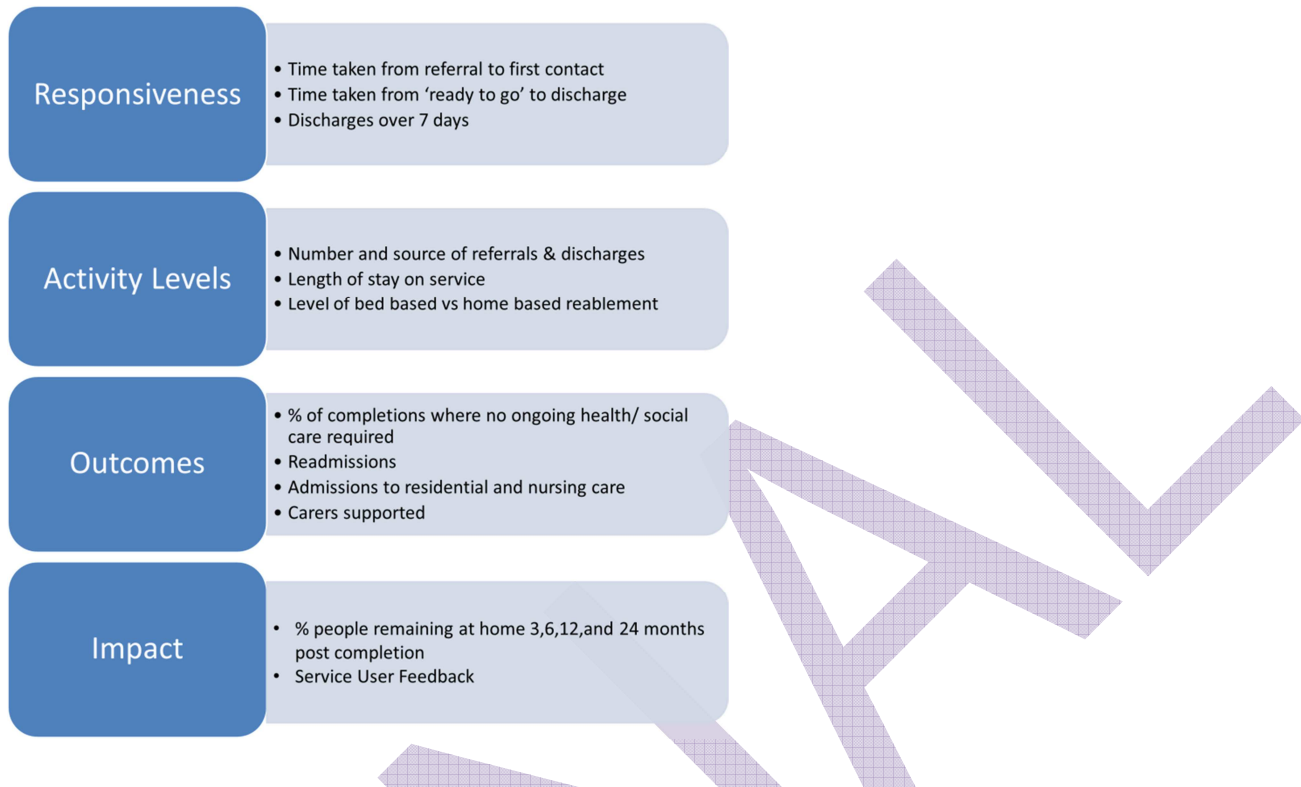 Responsiveness
• Time taken from referral to first contact
• Time taken from ‘ready to go’ to discharge
• Discharges over 7 days
Activity Levels
• Number and source of referrals & discharges
• Length of stay on service
• Level of bed based vs home based reablement
Outcomes
• % of completions where no ongoing health/ social
care required
• Readmissions
• Admissions to residential and nursing care
• Carers supported
Impact
• % people remaining at home 3,6,12,and 24 months
post completion
• Service User Feedback